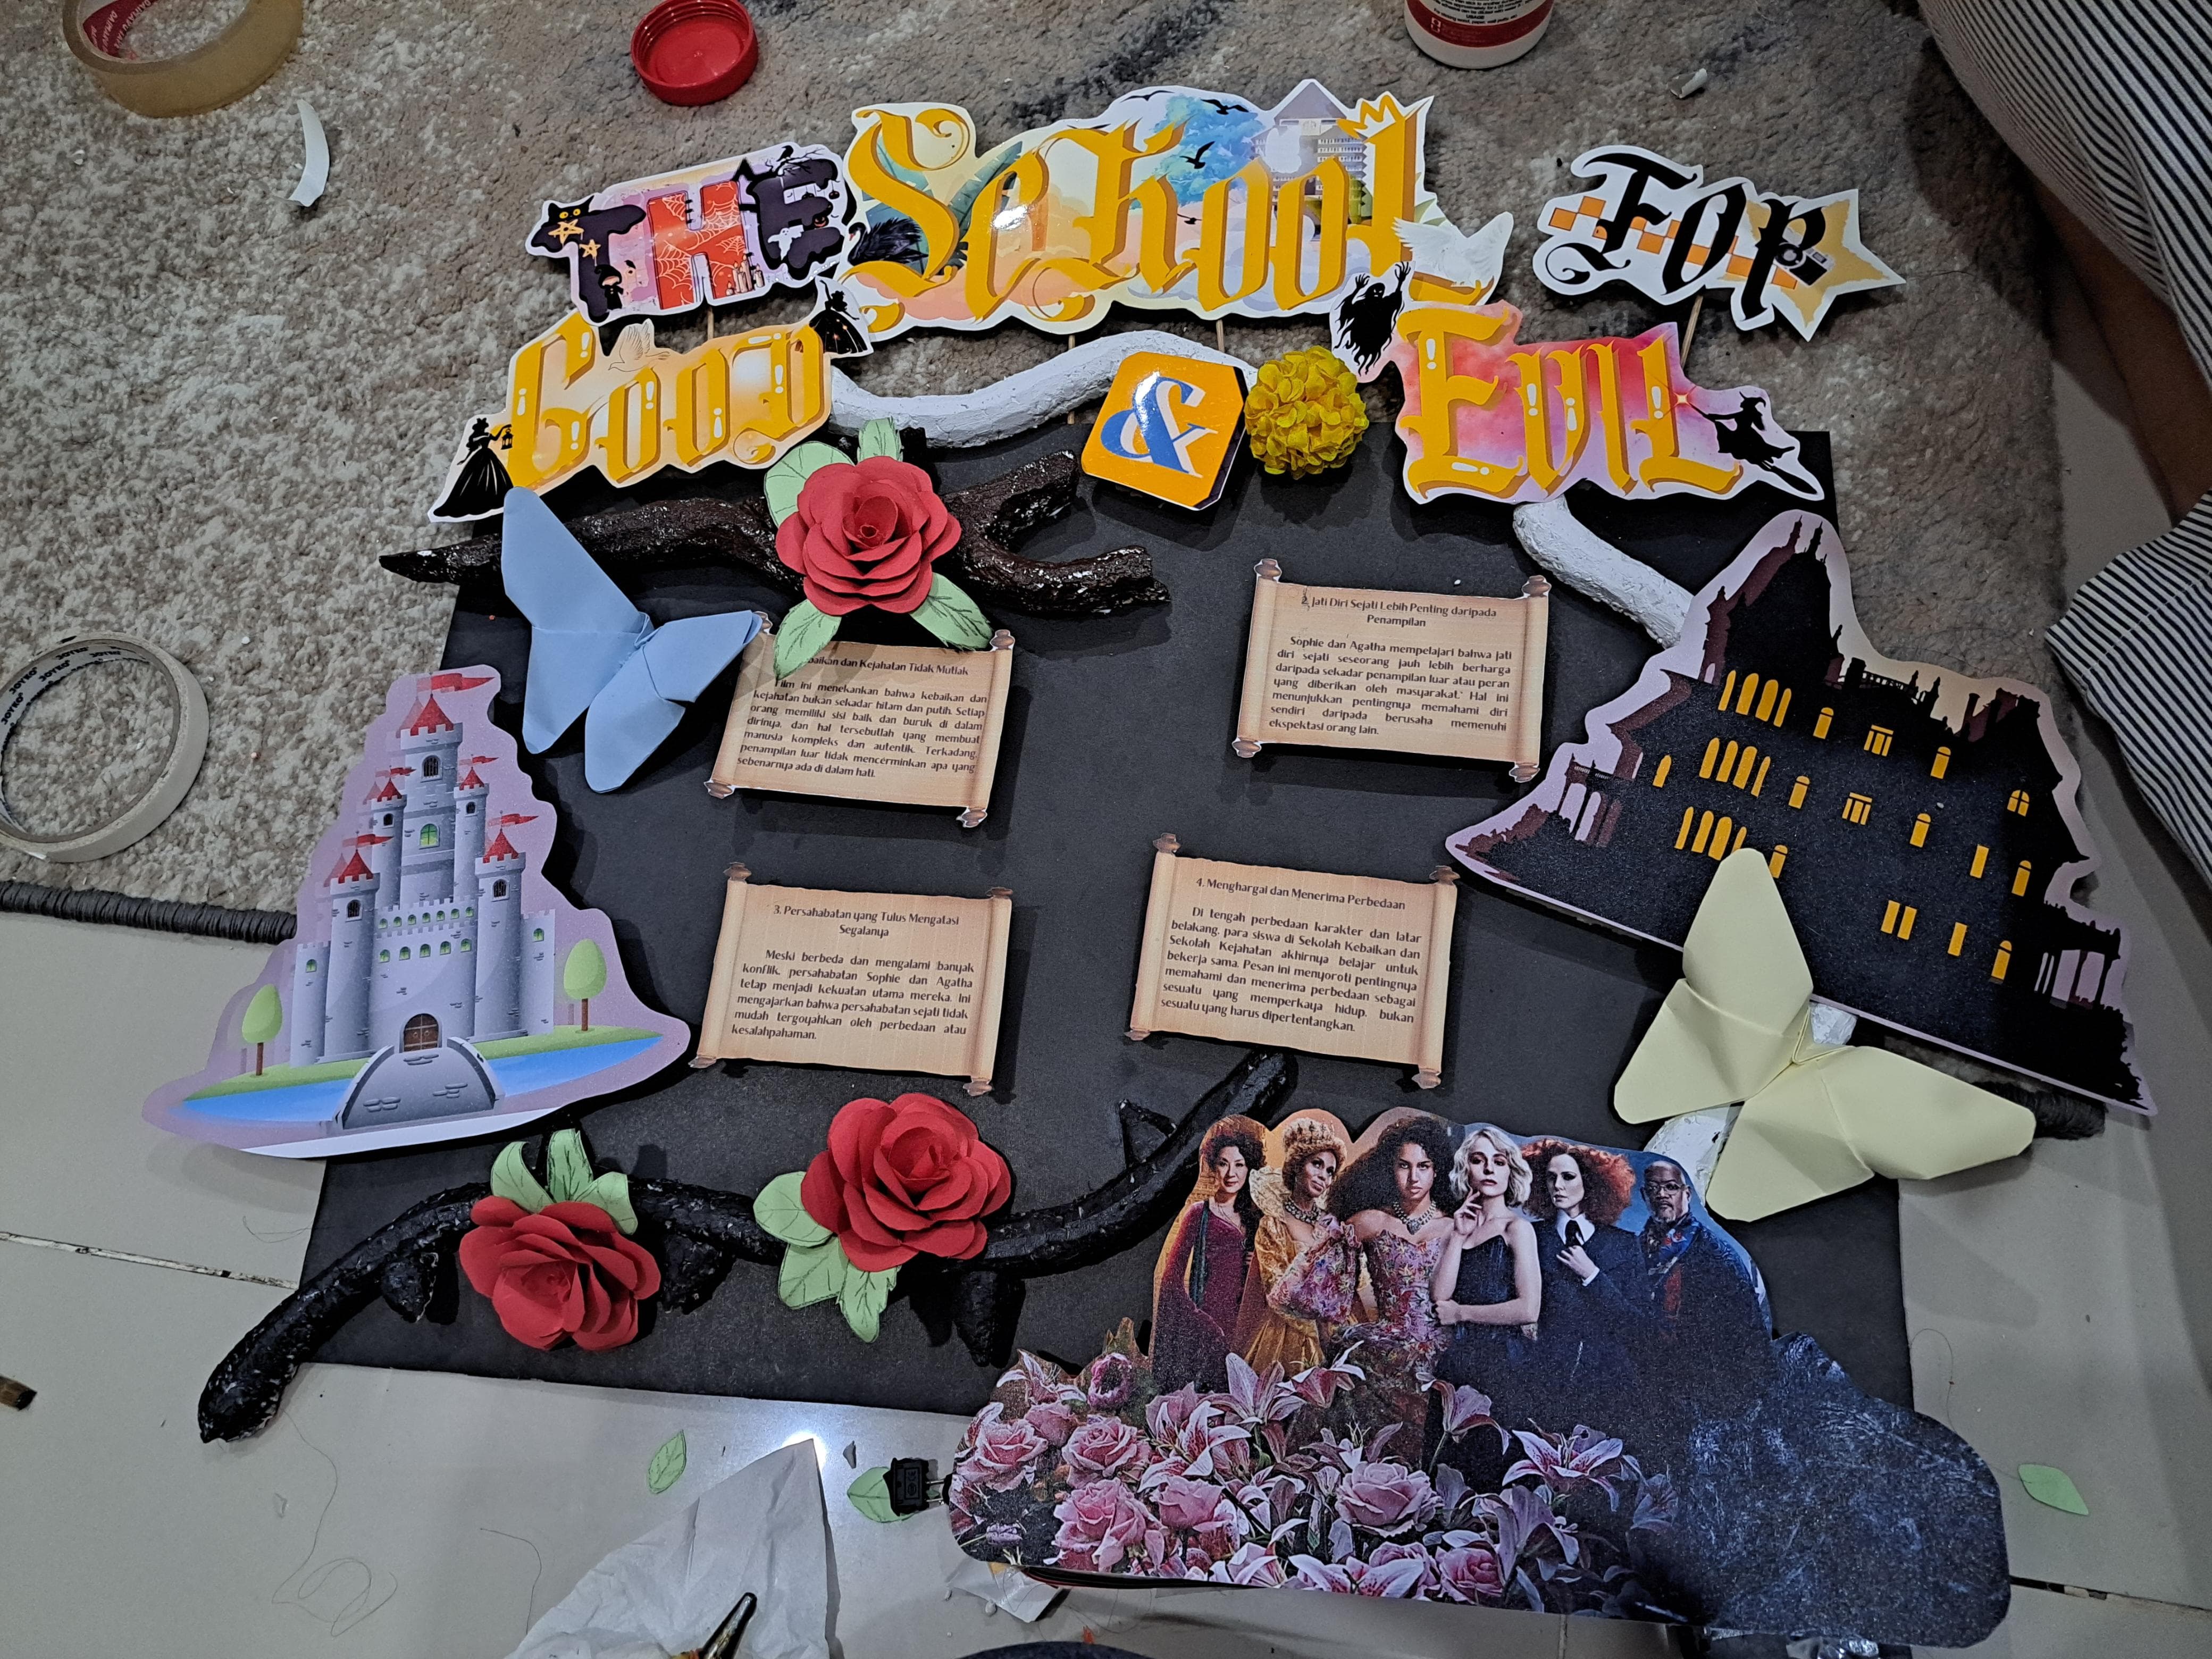 THE School For
Good & Evil
baikan dan Kejahatan Tidak Mutlak
Film ini menekankan bahwa kebaikan dan
kejahatan bukan sekadar hitam dan putih. Setiap
orang memiliki sisi baik dan buruk di dalam
dirinya, dan hal tersebutlah yang membuat
manusia kompleks dan autentik. Terkadang,
penampilan luar tidak mencerminkan apa yang
sebenarnya ada di dalam hati.
2. Jati Diri Sejati Lebih Penting daripada
Penampilan
Sophie dan Agatha mempelajari bahwa jati
diri sejati seseorang jauh lebih berharga
daripada sekadar penampilan luar atau peran
yang diberikan oleh masyarakat. Hal ini
menunjukkan pentingnya memahami diri
sendiri daripada berusaha memenuhi
ekspektasi orang lain.
3. Persahabatan yang Tulus Mengatasi
Segalanya
Meski berbeda dan mengalami banyak
konflik, persahabatan Sophie dan Agatha
tetap menjadi kekuatan utama mereka. Ini
mengajarkan bahwa persahabatan sejati tidak
mudah tergoyahkan oleh perbedaan atau
kesalahpahaman.
4. Menghargai dan Menerima Perbedaan
Di tengah perbedaan karakter dan latar
belakang, para siswa di Sekolah Kebaikan dan
Sekolah Kejahatan akhirnya belajar untuk
bekerja sama. Pesan ini menyoroti pentingnya
memahami dan menerima perbedaan sebagai
sesuatu yang memperkaya hidup, bukan
sesuatu yang harus dipertentangkan.
JOYKO JOYKO JOYKO